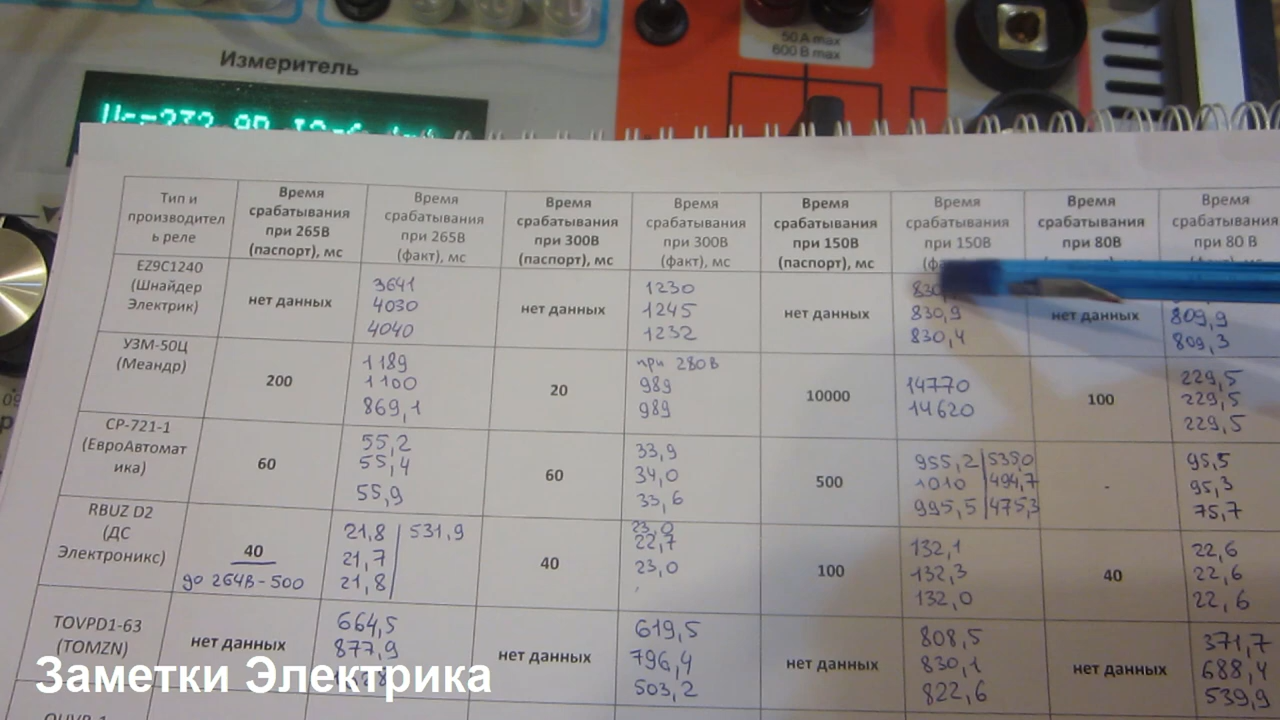 50 A max
600 В max
Измеритель
Тип и
производител
ь реле
Время
срабатывания
при 265В
(паспорт), мс
Время
срабатывания
при 265В
(факт), мс
Время
срабатывания
при 300В
(паспорт), мс
Время
срабатывания
при 300В
(факт), мс
Время
срабатывания
при 150В
(паспорт), мс
Время
срабатывания
при 150В
Время
срабатывания
при 80В
Время
срабатывания
при 80 В
EZ9C1240
(Шнайдер
Электрик)
нет данных
3641
4030
4040
нет данных
1230
1245
1232
нет данных
830,9
830,4
нет данных
809,9
809,3
УЗМ-50Ц
(Меандр)
200
1189
1100
869,1
20
при 280В
989
989
10000
14770
14620
100
229,5
229,5
229,5
СР-721-1
(ЕвроАвтомат
ика)
60
55,2
55,4
55,9
60
33,9
34,0
33,6
500
955,2 | 535,0
1010 | 494,7
995,5 | 475,3
-
95,5
95,3
75,7
RBUZ D2
(ДС
Электроникс)
40
до 264В-500
21,8 | 531,9
21,7
21,8
40
23,0
22,7
23,0
100
132,1
132,3
132,0
40
22,6
22,6
22,6
TOVPD1-63
(TOMZN)
нет данных
664,5
877,9
нет данных
619,5
796,4
503,2
нет данных
808,5
830,1
822,6
нет данных
371,7
688,4
539,9
Заметки Электрика